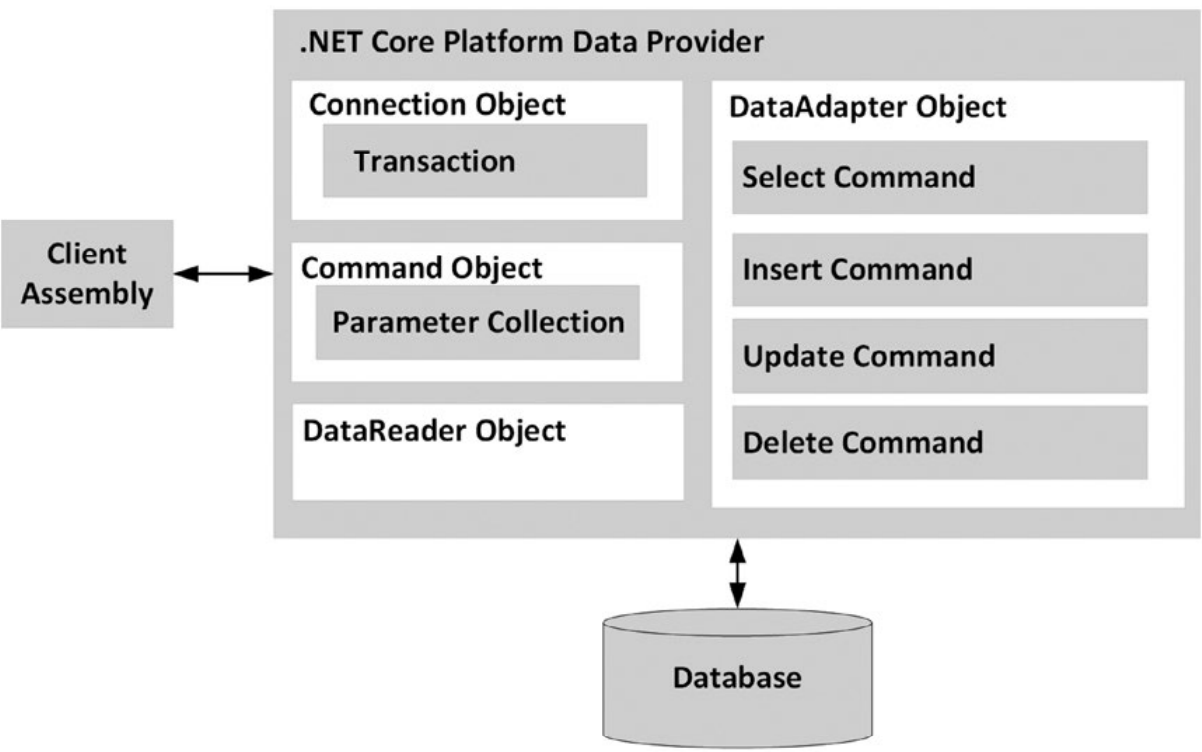 .NET Core Platform Data Provider
Connection Object
Transaction
Command Object
Parameter Collection
DataReader Object
DataAdapter Object
Select Command
Insert Command
Update Command
Delete Command
Client
Assembly
Database